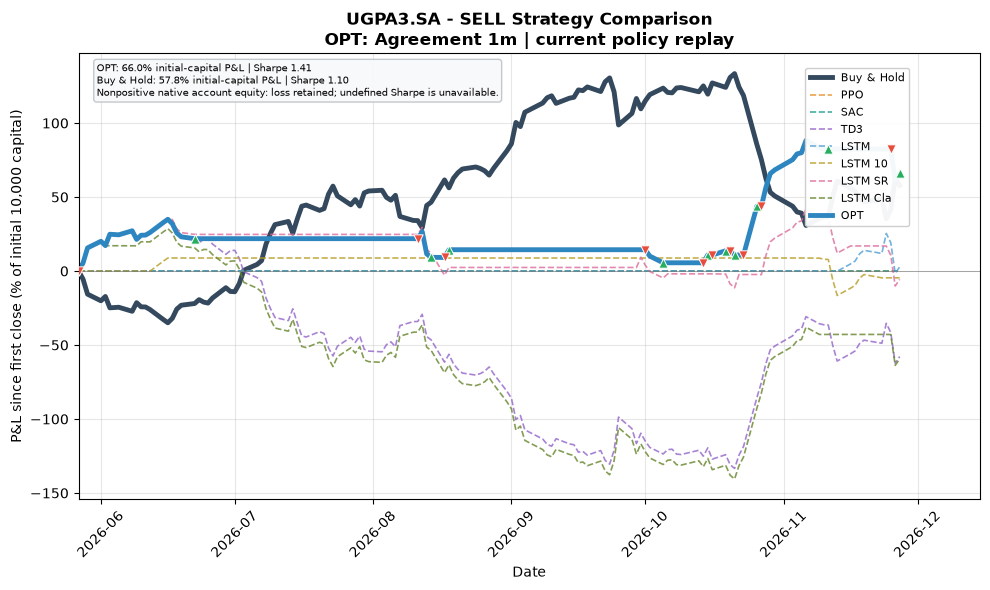 UGPA3.SA - SELL Strategy Comparison
OPT: Agreement 1m | current policy replay
OPT: 66.0% initial-capital P&L | Sharpe 1.41
Buy & Hold: 57.8% initial-capital P&L | Sharpe 1.10
Nonpositive native account equity: loss retained; undefined Sharpe is unavailable.
Buy & Hold
PPO
SAC
TD3
LSTM
LSTM 10
LSTM SR
LSTM Cla
OPT
P&L since first close (% of initial 10,000 capital)
100
50
0
−50
−100
−150
2026-06
2026-07
2026-08
2026-09
2026-10
2026-11
2026-12
Date